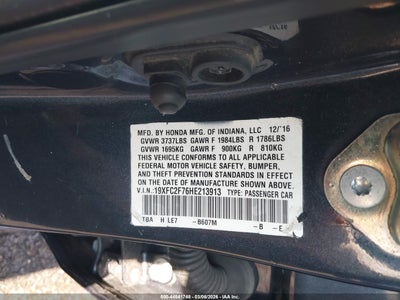 MFD. BY HONDA MFG. OF INDIANA, LLC 12/'16
GVWR 3737LBS GAWR F 1984LBS R 1786LBS
GVWR 1695KG GAWR F 900KG R 810KG
THIS VEHICLE CONFORMS TO ALL APPLICABLE
FEDERAL MOTOR VEHICLE SAFETY, BUMPER,
AND THEFT PREVENTION STANDARDS IN EFFECT
ON THE DATE OF MANUFACTURE SHOWN ABOVE.
V.I.N.: 19XFC2F76HE213913 TYPE: PASSENGER CAR
TBA H LE7 - B607M -B -E